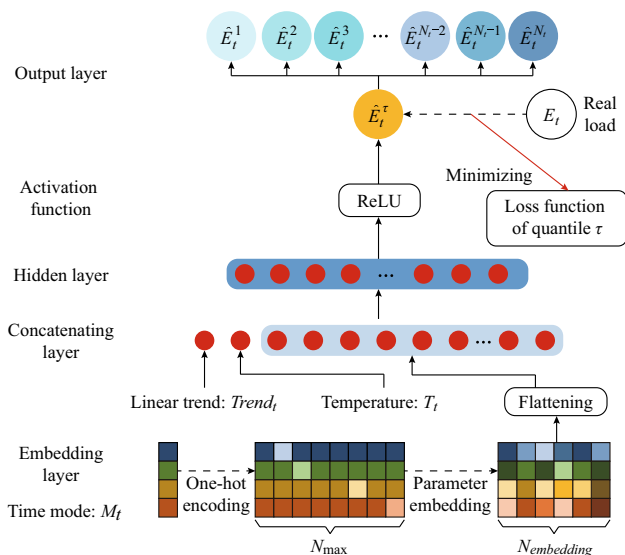 Ê_t^1 Ê_t^2 Ê_t^3 ... Ê_t^{N_t-2} Ê_t^{N_t-1} Ê_t^{N_t}
Output layer
Ê_t^τ
E_t
Real
load
Minimizing
Activation
function
ReLU
Loss function
of quantile τ
Hidden layer
...
Concatenating
layer
...
Linear trend: Trend_t
Temperature: T_t
Flattening
Embedding
layer
One-hot
encoding
Parameter
embedding
Time mode: M_t
N_max
N_embedding